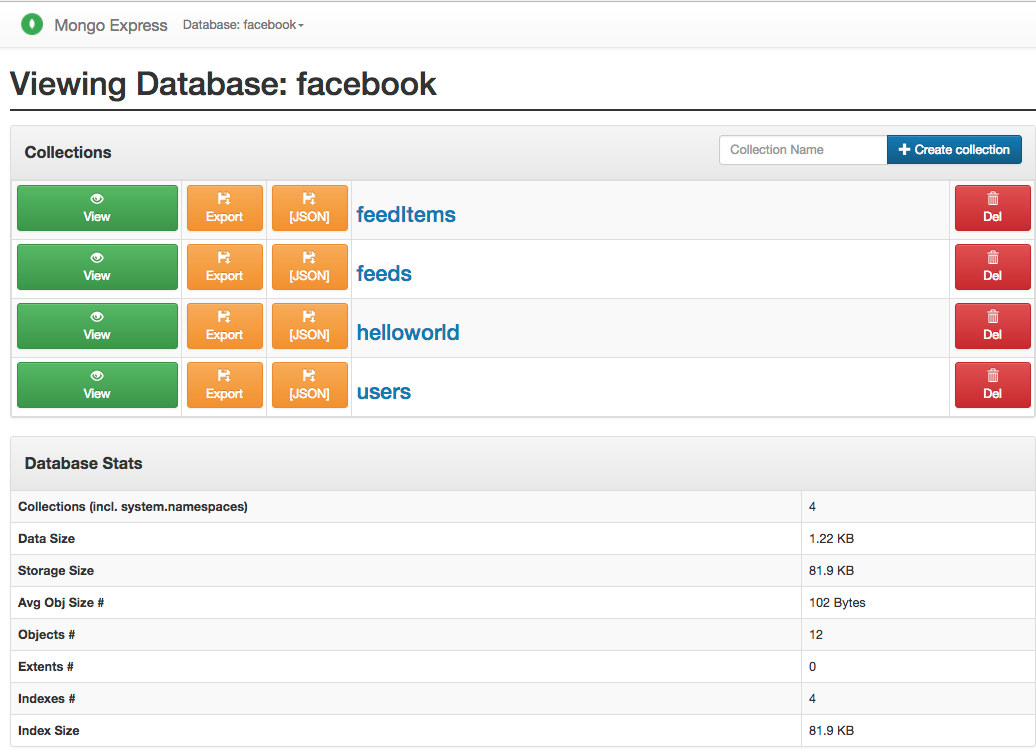 Mongo Express Database: facebook
Viewing Database: facebook
Collections Collection Name Create collection
View Export [JSON] feedItems Del
View Export [JSON] feeds Del
View Export [JSON] helloworld Del
View Export [JSON] users Del
Database Stats
Collections (incl. system.namespaces) 4
Data Size 1.22 KB
Storage Size 81.9 KB
Avg Obj Size # 102 Bytes
Objects # 12
Extents # 0
Indexes # 4
Index Size 81.9 KB